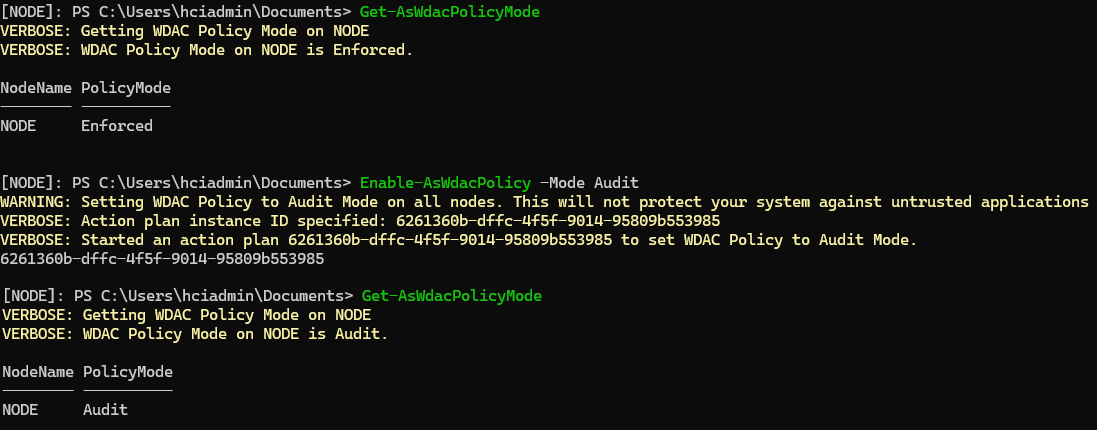 [NODE]: PS C:\Users\hciadmin\Documents> Get-AsWdacPolicyMode
VERBOSE: Getting WDAC Policy Mode on NODE
VERBOSE: WDAC Policy Mode on NODE is Enforced.
NodeName PolicyMode
-------- ----------
NODE     Enforced
[NODE]: PS C:\Users\hciadmin\Documents> Enable-AsWdacPolicy -Mode Audit
WARNING: Setting WDAC Policy to Audit Mode on all nodes. This will not protect your system against untrusted applications
VERBOSE: Action plan instance ID specified: 6261360b-dffc-4f5f-9014-95809b553985
VERBOSE: Started an action plan 6261360b-dffc-4f5f-9014-95809b553985 to set WDAC Policy to Audit Mode.
6261360b-dffc-4f5f-9014-95809b553985
[NODE]: PS C:\Users\hciadmin\Documents> Get-AsWdacPolicyMode
VERBOSE: Getting WDAC Policy Mode on NODE
VERBOSE: WDAC Policy Mode on NODE is Audit.
NodeName PolicyMode
-------- ----------
NODE     Audit